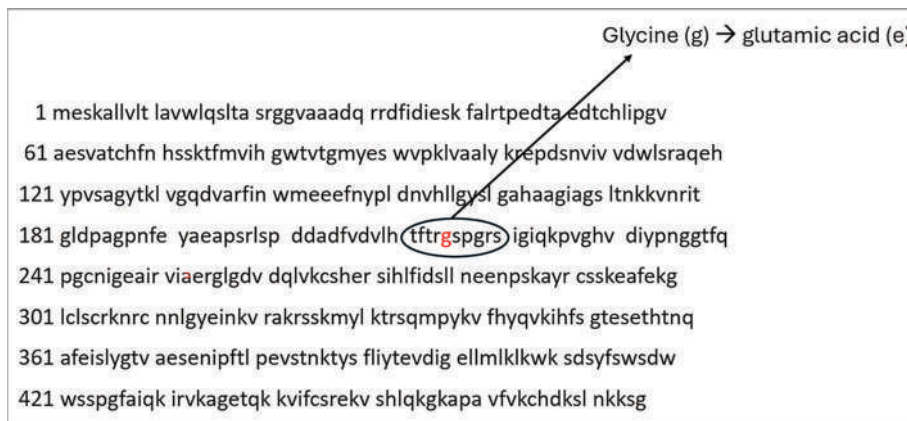 Glycine (g) → glutamic acid (e)
1 meskallvlt lavwlqslta srggvaaadq rrdfidiesk falrtpedta edtchlipgv
61 aesvatchfn hssktfmvih gwtvtgmyes wvpklvaaly krepdsnviv vdwlsraqeh
121 ypvsagytkl vgqdvarfin wmeeefnypl dnvhllgysl gahaagiags ltnkkvnrit
181 gldpagpnfe yaeapsrlsp ddadfvdvlh tftrgspgrs igiqkpvghv diypnggtfq
241 pgcnigeair viaerglgdv dqlvkcsher sihlfidsll neenpskayr csskeafekg
301 lclscrknrc nnlgyeinkv rakrsskmyl ktrsqmpykv fhyqvkihfs gtesethtnq
361 afeislygtv aesenipftl pevstnktys fliytevdig ellmlklkwk sdsyfswsdw
421 wsspgfaiqk irvkagetqk kvifcsrekv shlqkgkapa vfvkchdksl nkksg